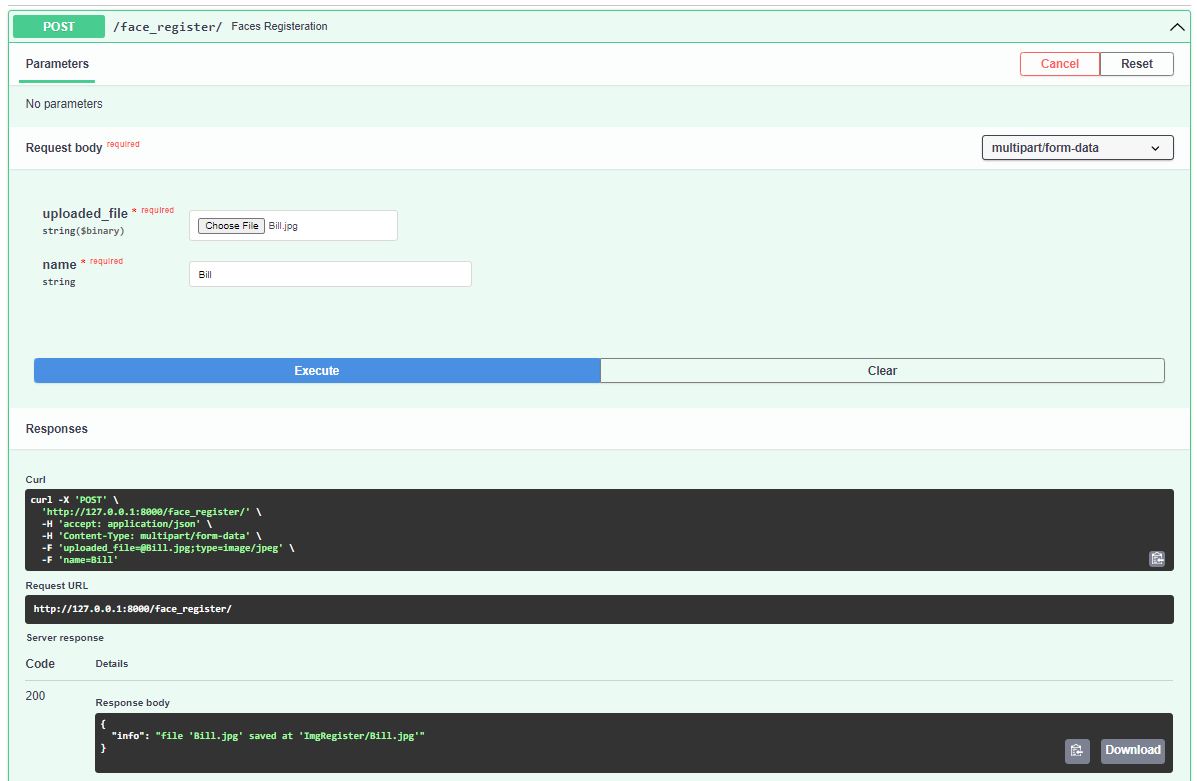 POST /face_register/ Faces Registeration
Parameters
Cancel Reset
No parameters
Request body required
multipart/form-data
uploaded_file * required
string($binary)
Choose File Bill.jpg
name * required
string
Bill
Execute Clear
Responses
Curl
curl -X 'POST' \
  'http://127.0.0.1:8000/face_register/' \
  -H 'accept: application/json' \
  -H 'Content-Type: multipart/form-data' \
  -F 'uploaded_file=@Bill.jpg;type=image/jpeg' \
  -F 'name=Bill'
Request URL
http://127.0.0.1:8000/face_register/
Server response
Code Details
200
Response body
{
  "info": "file 'Bill.jpg' saved at 'ImgRegister/Bill.jpg'"
}
Download